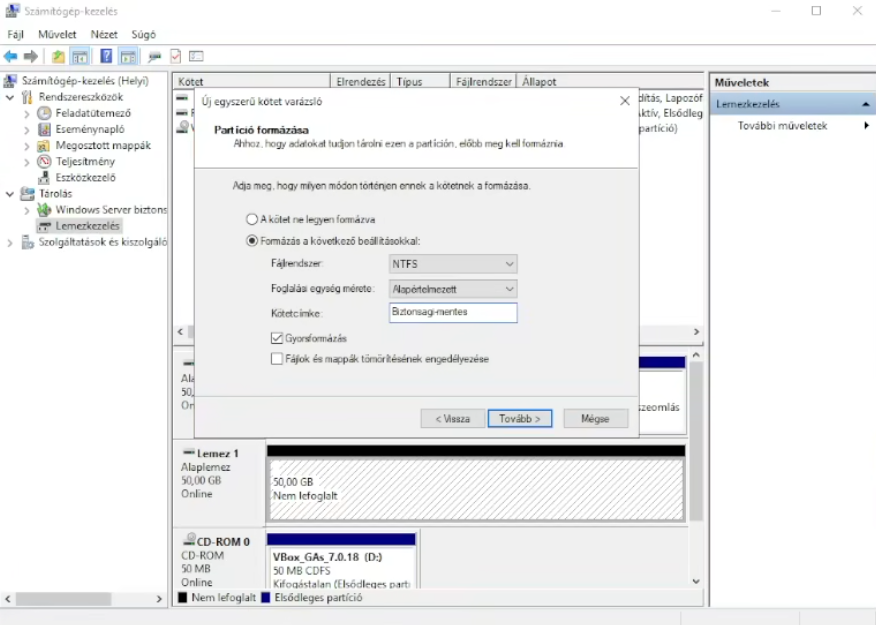 Számítógép-kezelés
Fájl Művelet Nézet Súgó
Számítógép-kezelés (Helyi)
Rendszereszközök
Feladatütemező
Eseménynapló
Megosztott mappák
Teljesítmény
Eszközkezelő
Tárolás
Windows Server biztons
Lemezkezelés
Szolgáltatások és kiszolgáló
Kötet Elrendezés Típus Fájlrendszer Állapot
dítás, Lapozóf
Aktív, Elsődleg
partíció)
Új egyszerű kötet varázsló
Partíció formázása
Ahhoz, hogy adatokat tudjon tárolni ezen a partíción, előbb meg kell formáznia
Adja meg, hogy milyen módon történjen ennek a kötetnek a formázása.
A kötet ne legyen formázva
Formázás a következő beállításokkal:
Fájlrendszer: NTFS
Foglalási egység mérete: Alapértelmezett
Kötetcímke: Biztonsagi-mentes
Gyorsformázás
Fájlok és mappák tömörítésének engedélyezése
< Vissza Tovább > Mégse
Ala
50,
On
szeomlás
Lemez 1
Alaplemez
50,00 GB
Online
50,00 GB
Nem lefoglalt
CD-ROM 0
CD-ROM
50 MB
Online
VBox_GAs_7.0.18 (D:)
50 MB CDFS
Kifogástalan (Elsődleges parti
Nem lefoglalt Elsődleges partíció
Műveletek
Lemezkezelés
További műveletek